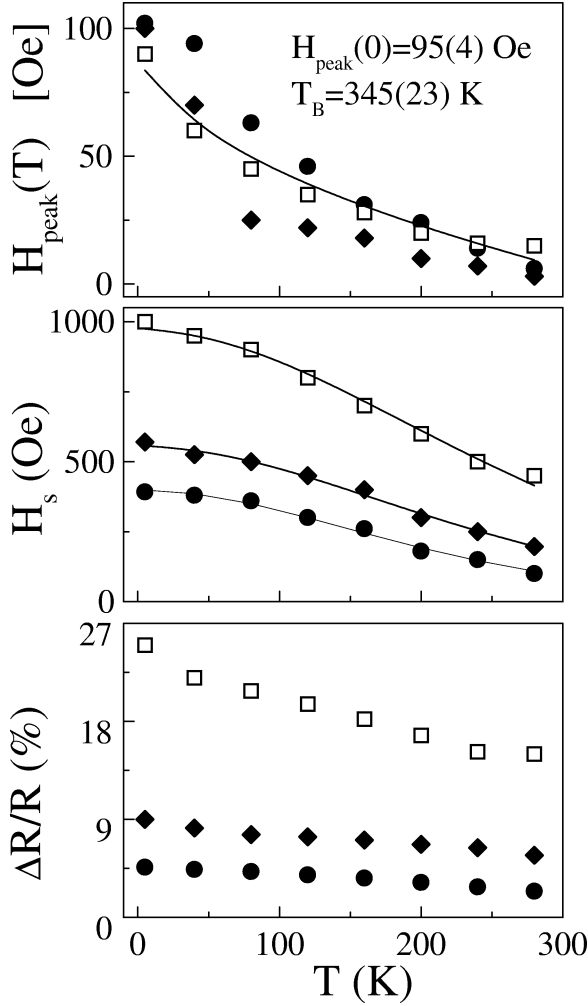 100
50
0
H_peak(T) [Oe]
H_peak(0)=95(4) Oe
T_B=345(23) K
1000
500
0
H_s (Oe)
27
18
9
0
ΔR/R (%)
0 100 200 300
T (K)